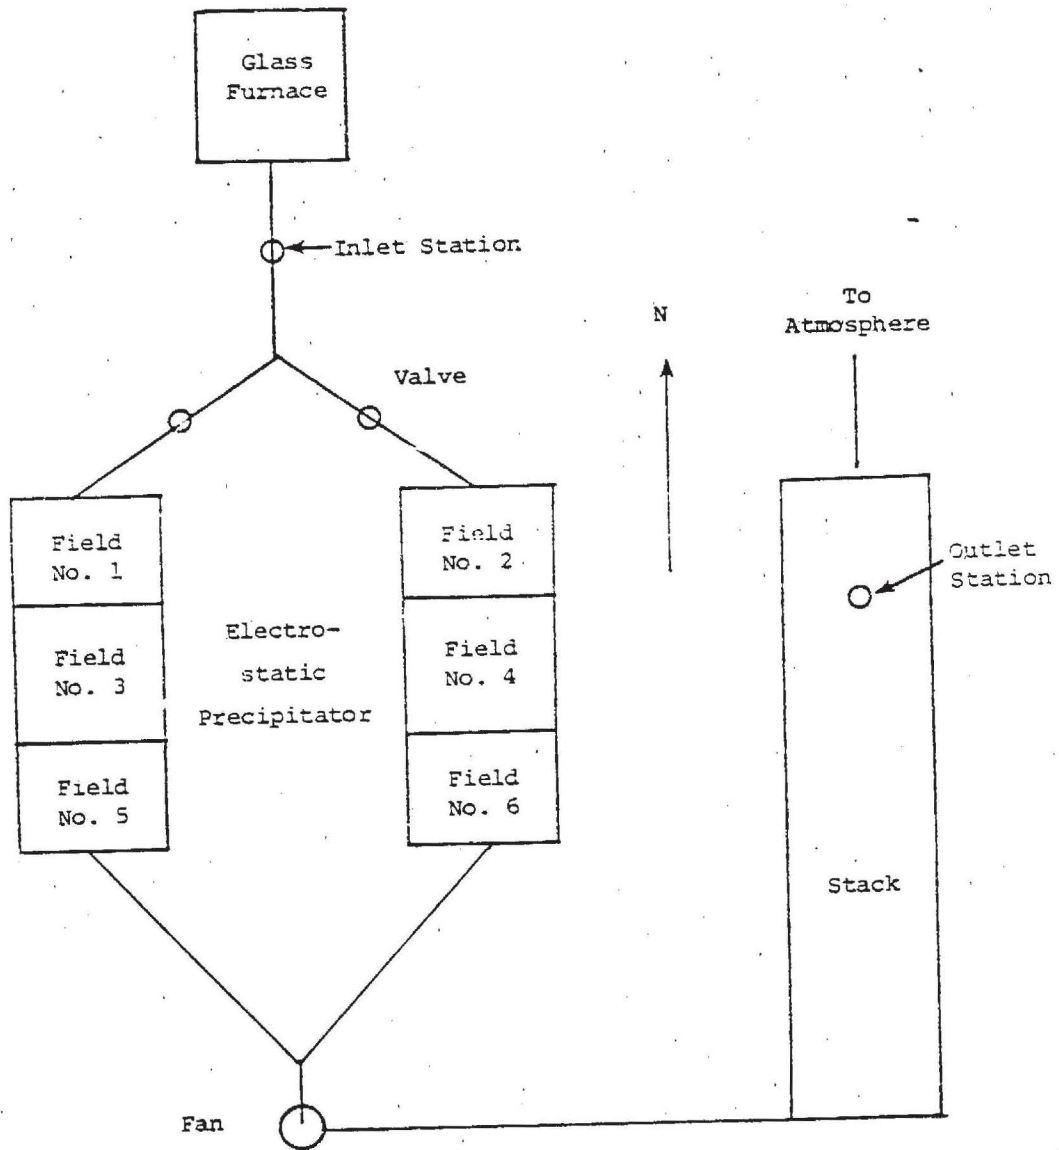 Glass
Furnace
Inlet Station
To
Atmosphere
N
Valve
Field
No. 1
Field
No. 2
Outlet
Station
Electro-
static
Precipitator
Field
No. 3
Field
No. 4
Field
No. 5
Field
No. 6
Stack
Fan